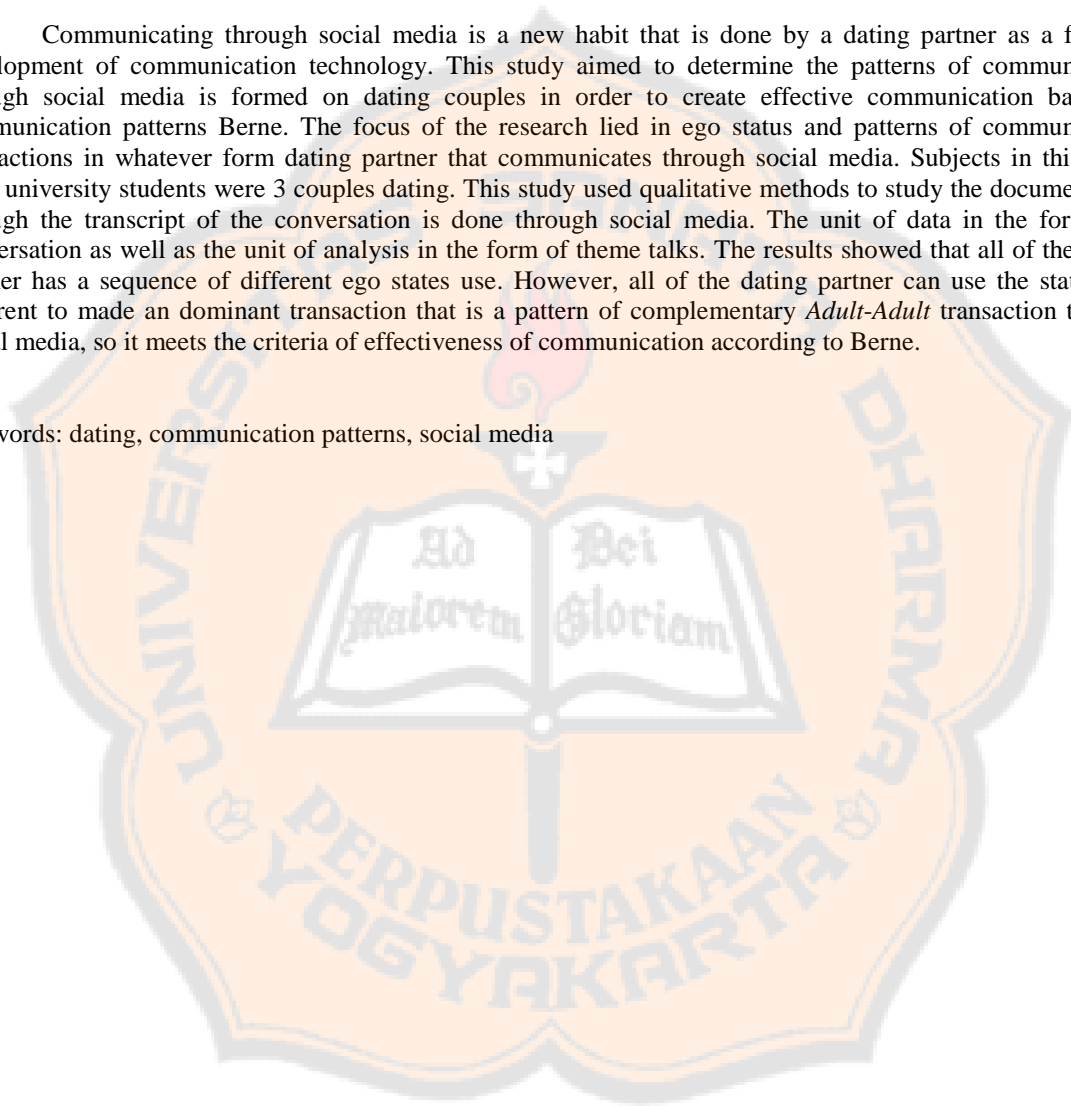 Communicating through social media is a new habit that is done by a dating partner as a f
lopment of communication technology. This study aimed to determine the patterns of commun
ugh social media is formed on dating couples in order to create effective communication ba
munication patterns Berne. The focus of the research lied in ego status and patterns of commun
actions in whatever form dating partner that communicates through social media. Subjects in thi
university students were 3 couples dating. This study used qualitative methods to study the docume
ugh the transcript of the conversation is done through social media. The unit of data in the for
ersation as well as the unit of analysis in the form of theme talks. The results showed that all of the
er has a sequence of different ego states use. However, all of the dating partner can use the stat
rent to made an dominant transaction that is a pattern of complementary Adult-Adult transaction t
l media, so it meets the criteria of effectiveness of communication according to Berne.
words: dating, communication patterns, social media
UNIVERSITAS SANATA DHARMA
Ad Dei
Maiorem Gloriam
PERPUSTAKAAN
YOGYAKARTA